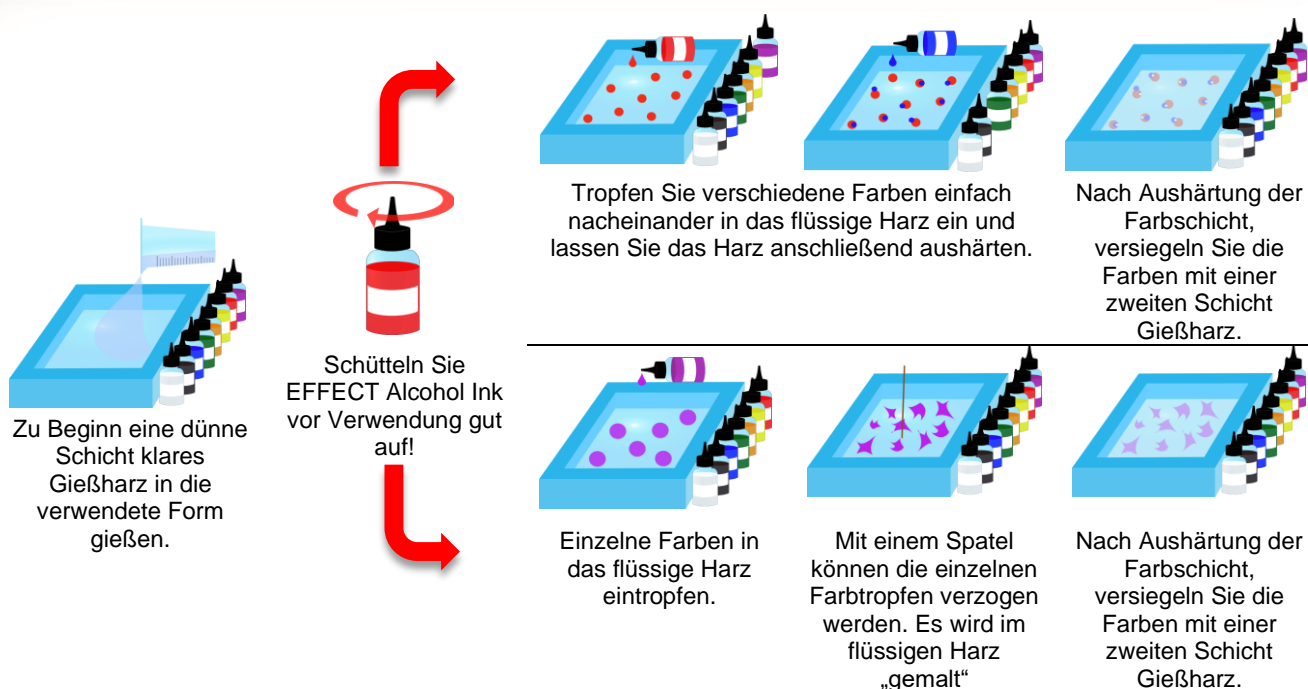 Zu Beginn eine dünne
Schicht klares
Gießharz in die
verwendete Form
gießen.
Schütteln Sie
EFFECT Alcohol Ink
vor Verwendung gut
auf!
Tropfen Sie verschiedene Farben einfach
nacheinander in das flüssige Harz ein und
lassen Sie das Harz anschließend aushärten.
Nach Aushärtung der
Farbschicht,
versiegeln Sie die
Farben mit einer
zweiten Schicht
Gießharz.
Einzelne Farben in
das flüssige Harz
eintropfen.
Mit einem Spatel
können die einzelnen
Farbtropfen verzogen
werden. Es wird im
flüssigen Harz
„gemalt“
Nach Aushärtung der
Farbschicht,
versiegeln Sie die
Farben mit einer
zweiten Schicht
Gießharz.